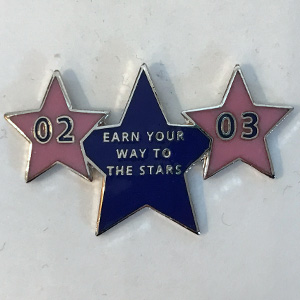 02
EARN YOUR
WAY TO
THE STARS
03